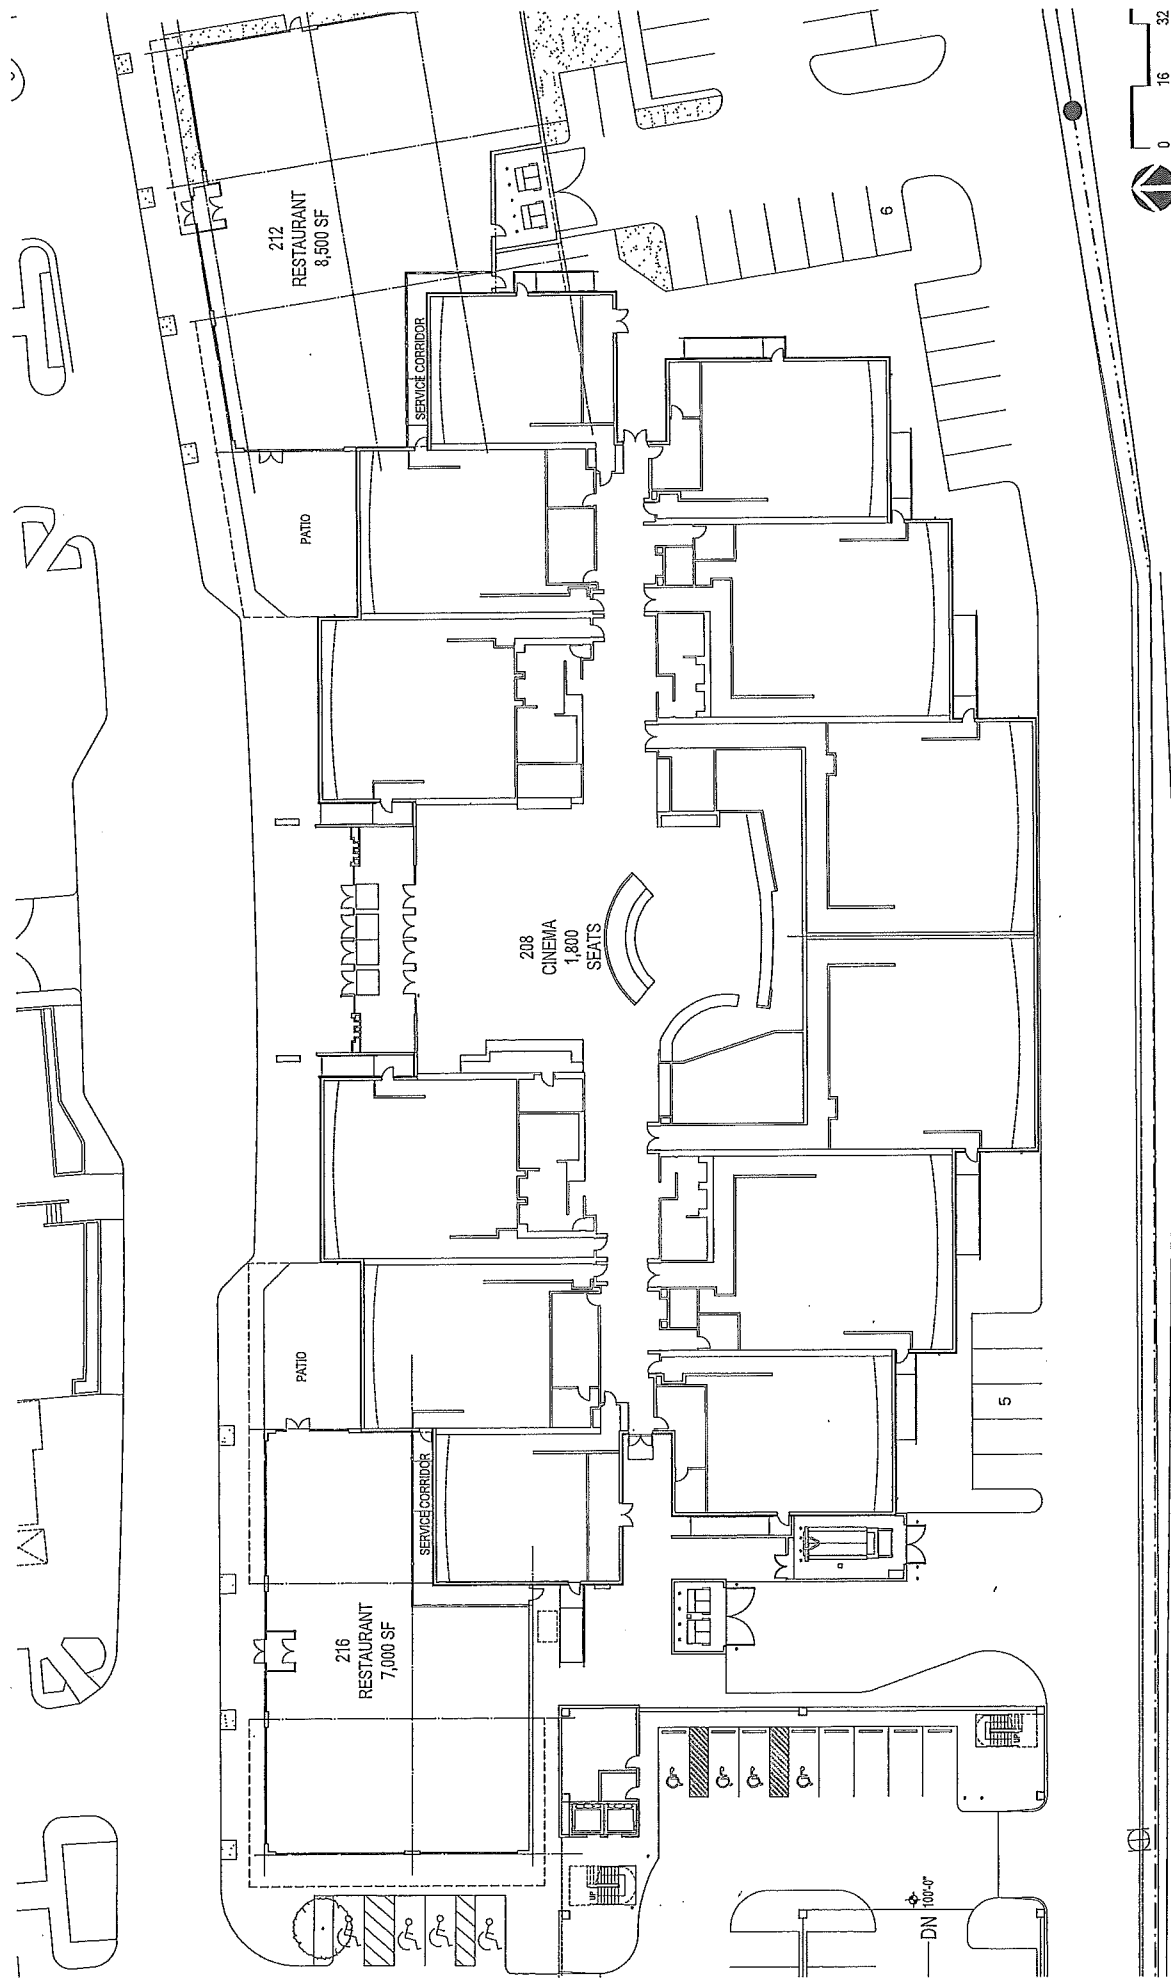 212
RESTAURANT
8,500 SF
SERVICE CORRIDOR
PATIO
208
CINEMA
1,800
SEATS
PATIO
SERVICE CORRIDOR
216
RESTAURANT
7,000 SF
6
5
UP
UP
DN
100'-0"
0
16
32